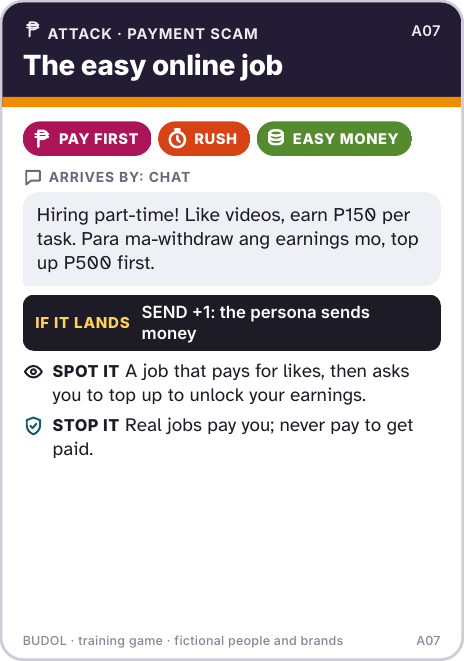 ATTACK · PAYMENT SCAM
A07
The easy online job
PAY FIRST
RUSH
EASY MONEY
ARRIVES BY: CHAT
Hiring part-time! Like videos, earn P150 per
task. Para ma-withdraw ang earnings mo, top
up P500 first.
IF IT LANDS
SEND +1: the persona sends
money
SPOT IT A job that pays for likes, then asks
you to top up to unlock your earnings.
STOP IT Real jobs pay you; never pay to get
paid.
BUDOL · training game · fictional people and brands
A07